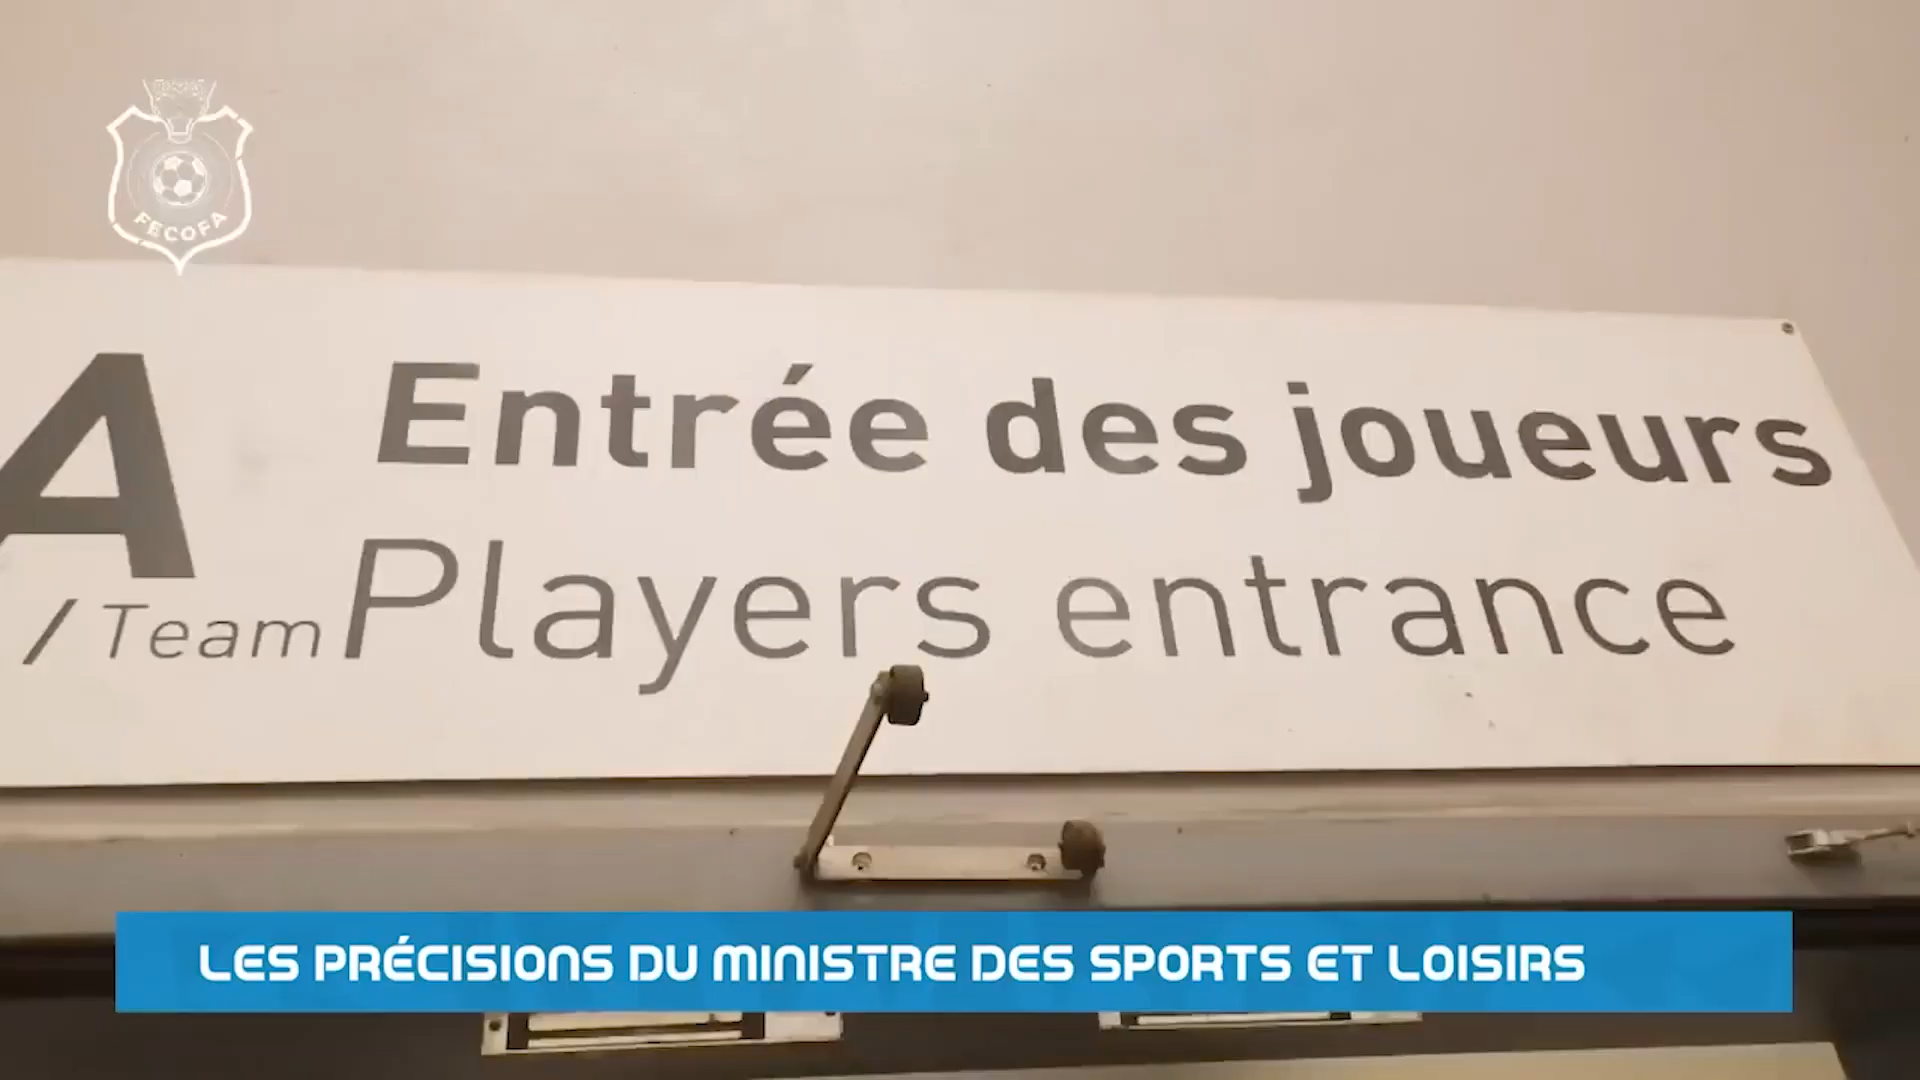 FECOFA
A
Entrée des joueurs
/Team
Players entrance
LES PRÉCISIONS DU MINISTRE DES SPORTS ET LOISIRS